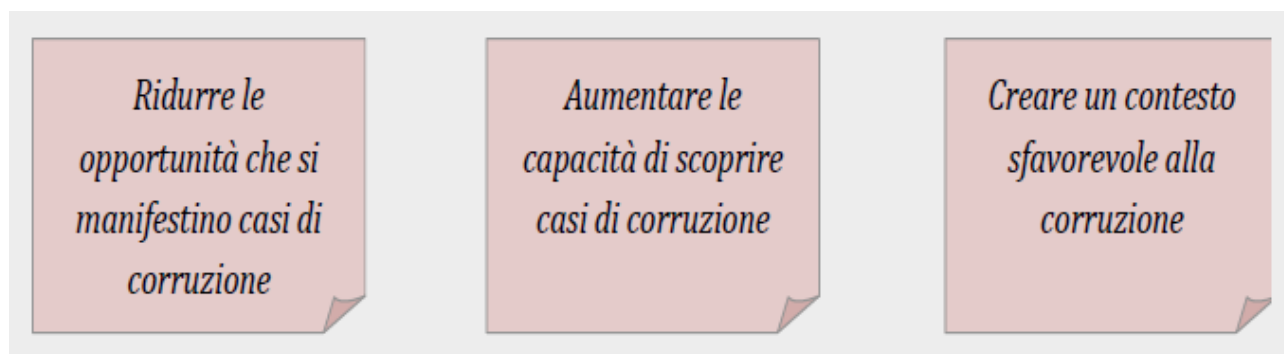 Ridurre le
opportunità che si
manifestino casi di
corruzione
Aumentare le
capacità di scoprire
casi di corruzione
Creare un contesto
sfavorevole alla
corruzione